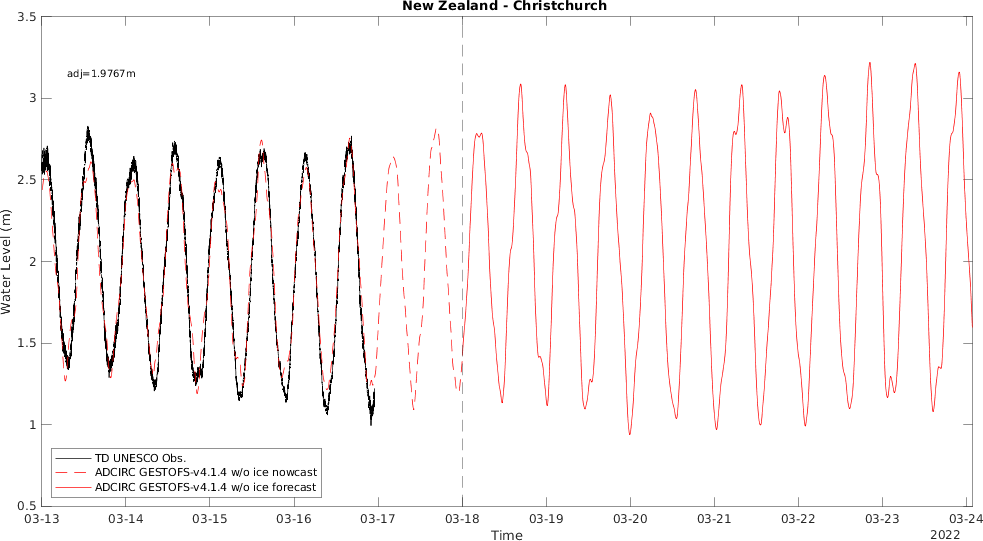 New Zealand - Christchurch
3.5
3
2.5
2
1.5
1
0.5
Water Level (m)
adj=1.9767m
TD UNESCO Obs.
ADCIRC GESTOFS-v4.1.4 w/o ice nowcast
ADCIRC GESTOFS-v4.1.4 w/o ice forecast
03-13 03-14 03-15 03-16 03-17 03-18 03-19 03-20 03-21 03-22 03-23 03-24
Time
2022